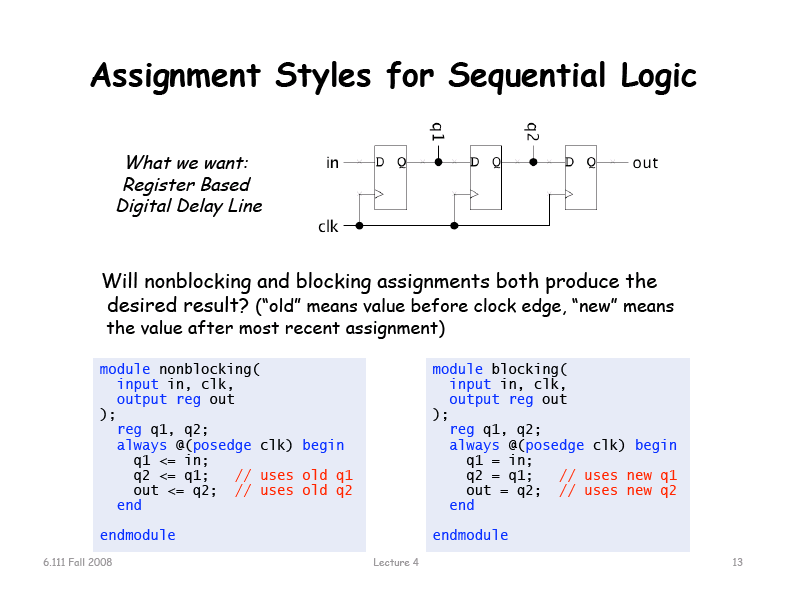 Assignment Styles for Sequential Logic
What we want:
Register Based
Digital Delay Line
q1 q2
in D Q D Q D Q out
clk
Will nonblocking and blocking assignments both produce the
desired result? (“old” means value before clock edge, “new” means
the value after most recent assignment)
module nonblocking(
  input in, clk,
  output reg out
);
  reg q1, q2;
  always @(posedge clk) begin
    q1 <= in;
    q2 <= q1;   // uses old q1
    out <= q2;  // uses old q2
  end
endmodule
module blocking(
  input in, clk,
  output reg out
);
  reg q1, q2;
  always @(posedge clk) begin
    q1 = in;
    q2 = q1;   // uses new q1
    out = q2;  // uses new q2
  end
endmodule
6.111 Fall 2008 Lecture 4 13